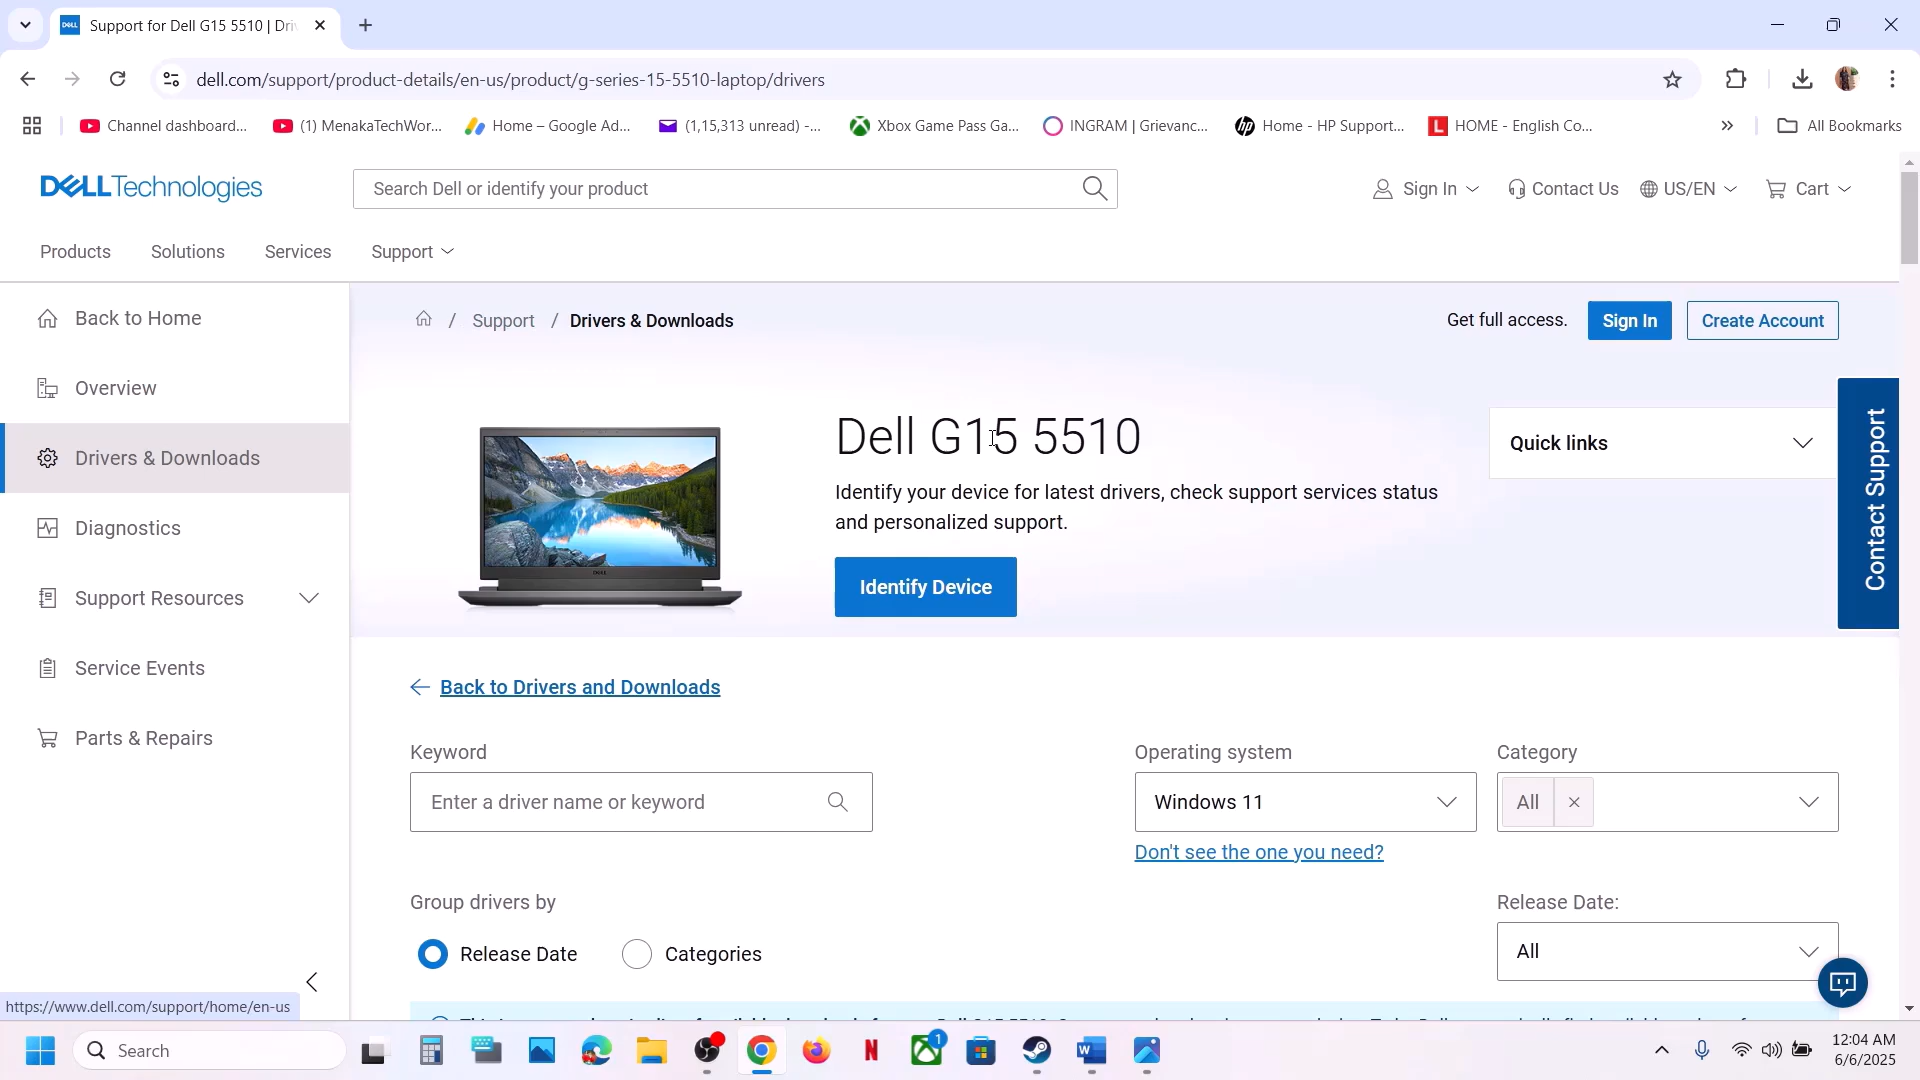 Support for Dell G15 5510 | Dri
dell.com/support/product-details/en-us/product/g-series-15-5510-laptop/drivers
Channel dashboard...
(1) MenakaTechWor...
Home – Google Ad...
(1,15,313 unread) -...
Xbox Game Pass Ga...
INGRAM | Grievanc...
Home - HP Support...
HOME - English Co...
All Bookmarks
DELLTechnologies
Search Dell or identify your product
Sign In
Contact Us
US/EN
Cart
Products
Solutions
Services
Support
Back to Home
Overview
Drivers & Downloads
Diagnostics
Support Resources
Service Events
Parts & Repairs
/ Support / Drivers & Downloads
Get full access.
Sign In
Create Account
Dell G15 5510
Identify your device for latest drivers, check support services status
and personalized support.
Identify Device
Quick links
Contact Support
Back to Drivers and Downloads
Keyword
Enter a driver name or keyword
Operating system
Windows 11
Don't see the one you need?
Category
All
Group drivers by
Release Date
Categories
Release Date:
All
https://www.dell.com/support/home/en-us
Search
1
12:04 AM
6/6/2025